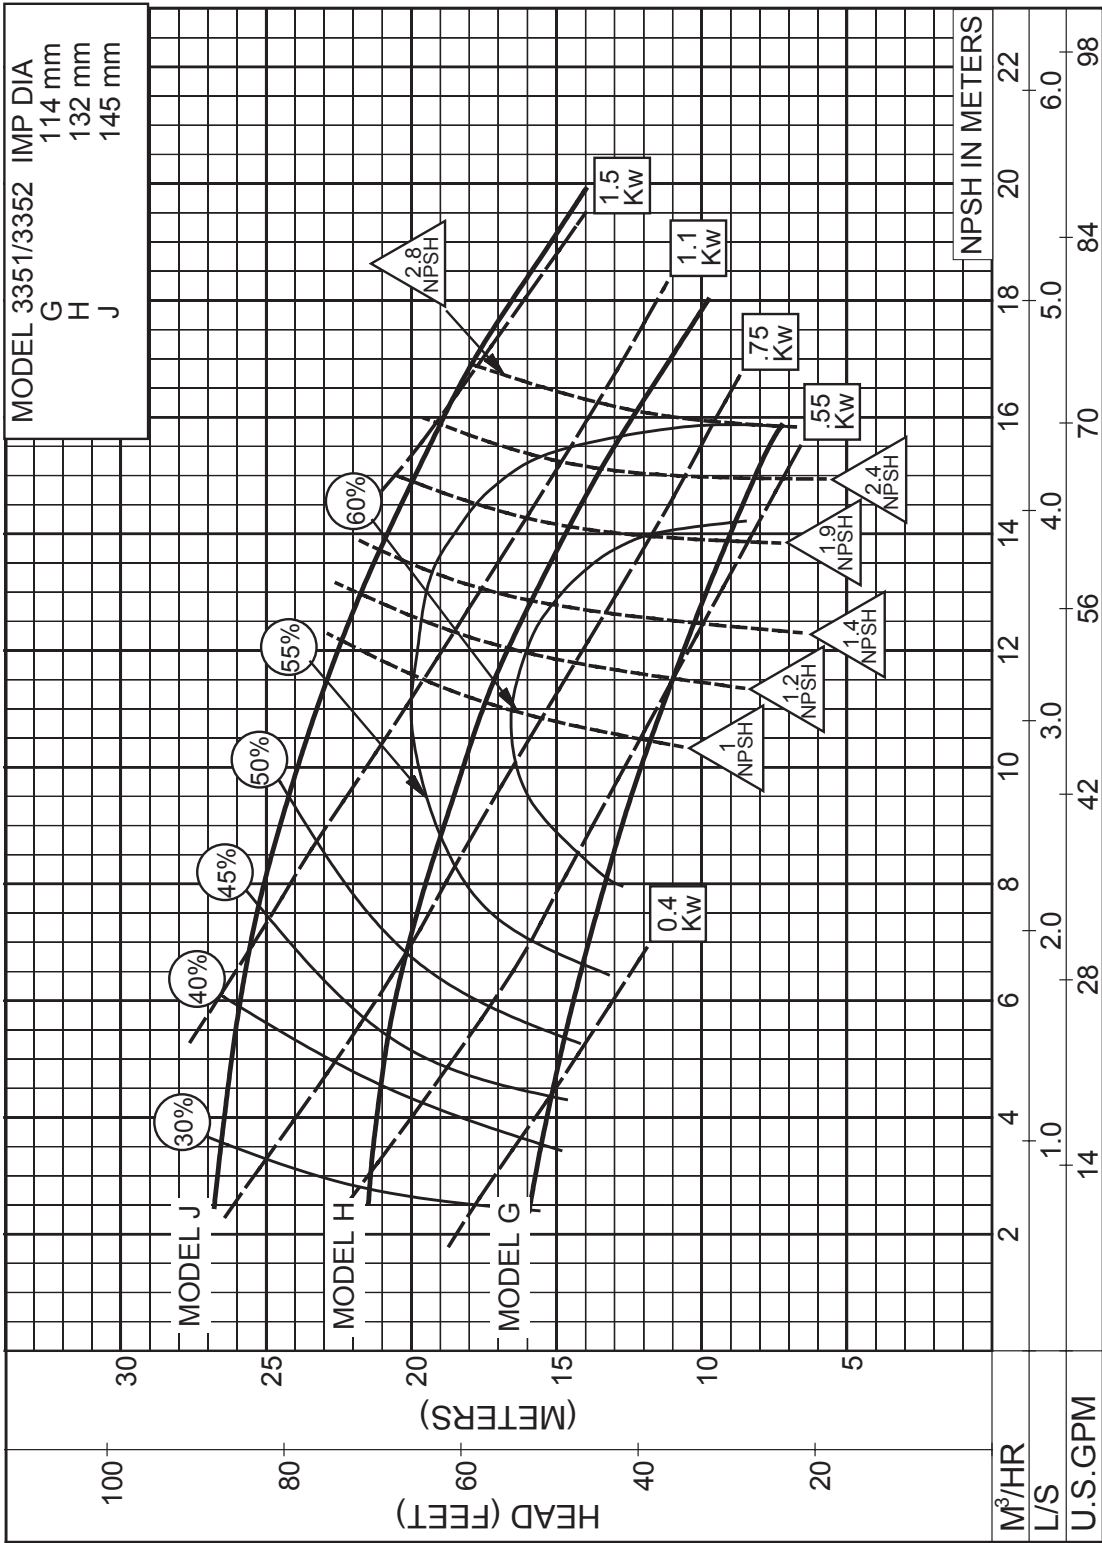 MODEL 3351/3352 IMP DIA
G 114 mm
H 132 mm
J 145 mm
30%
40%
45%
50%
55%
60%
2.8
NPSH
1.5
Kw
1.1
Kw
.75
Kw
.55
Kw
0.4
Kw
MODEL J
MODEL H
MODEL G
1
NPSH
1.2
NPSH
1.4
NPSH
1.9
NPSH
2.4
NPSH
NPSH IN METERS
HEAD (FEET)
100
80
60
40
20
(METERS)
30
25
20
15
10
5
M³/HR 2 4 6 8 10 12 14 16 18 20 22
L/S 1.0 2.0 3.0 4.0 5.0 6.0
U.S.GPM 14 28 42 56 70 84 98